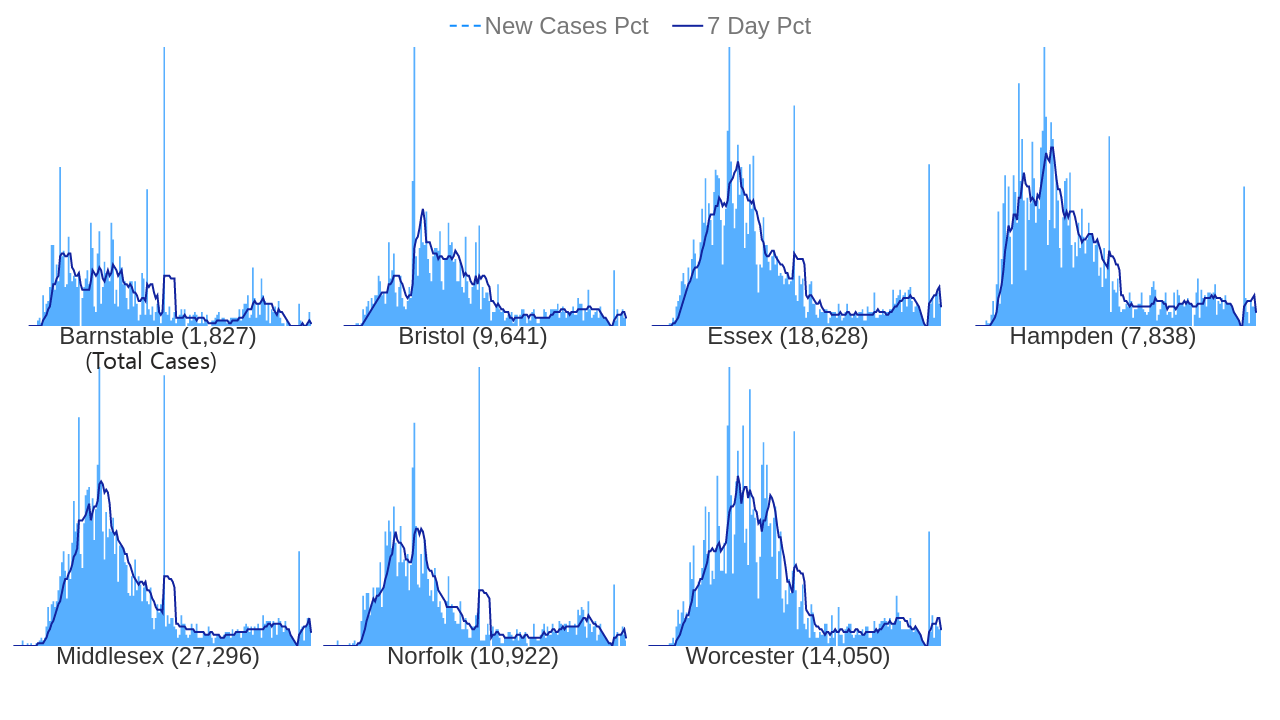 New Cases Pct 7 Day Pct
Barnstable (1,827) Bristol (9,641) Essex (18,628) Hampden (7,838)
(Total Cases)
Middlesex (27,296) Norfolk (10,922) Worcester (14,050)